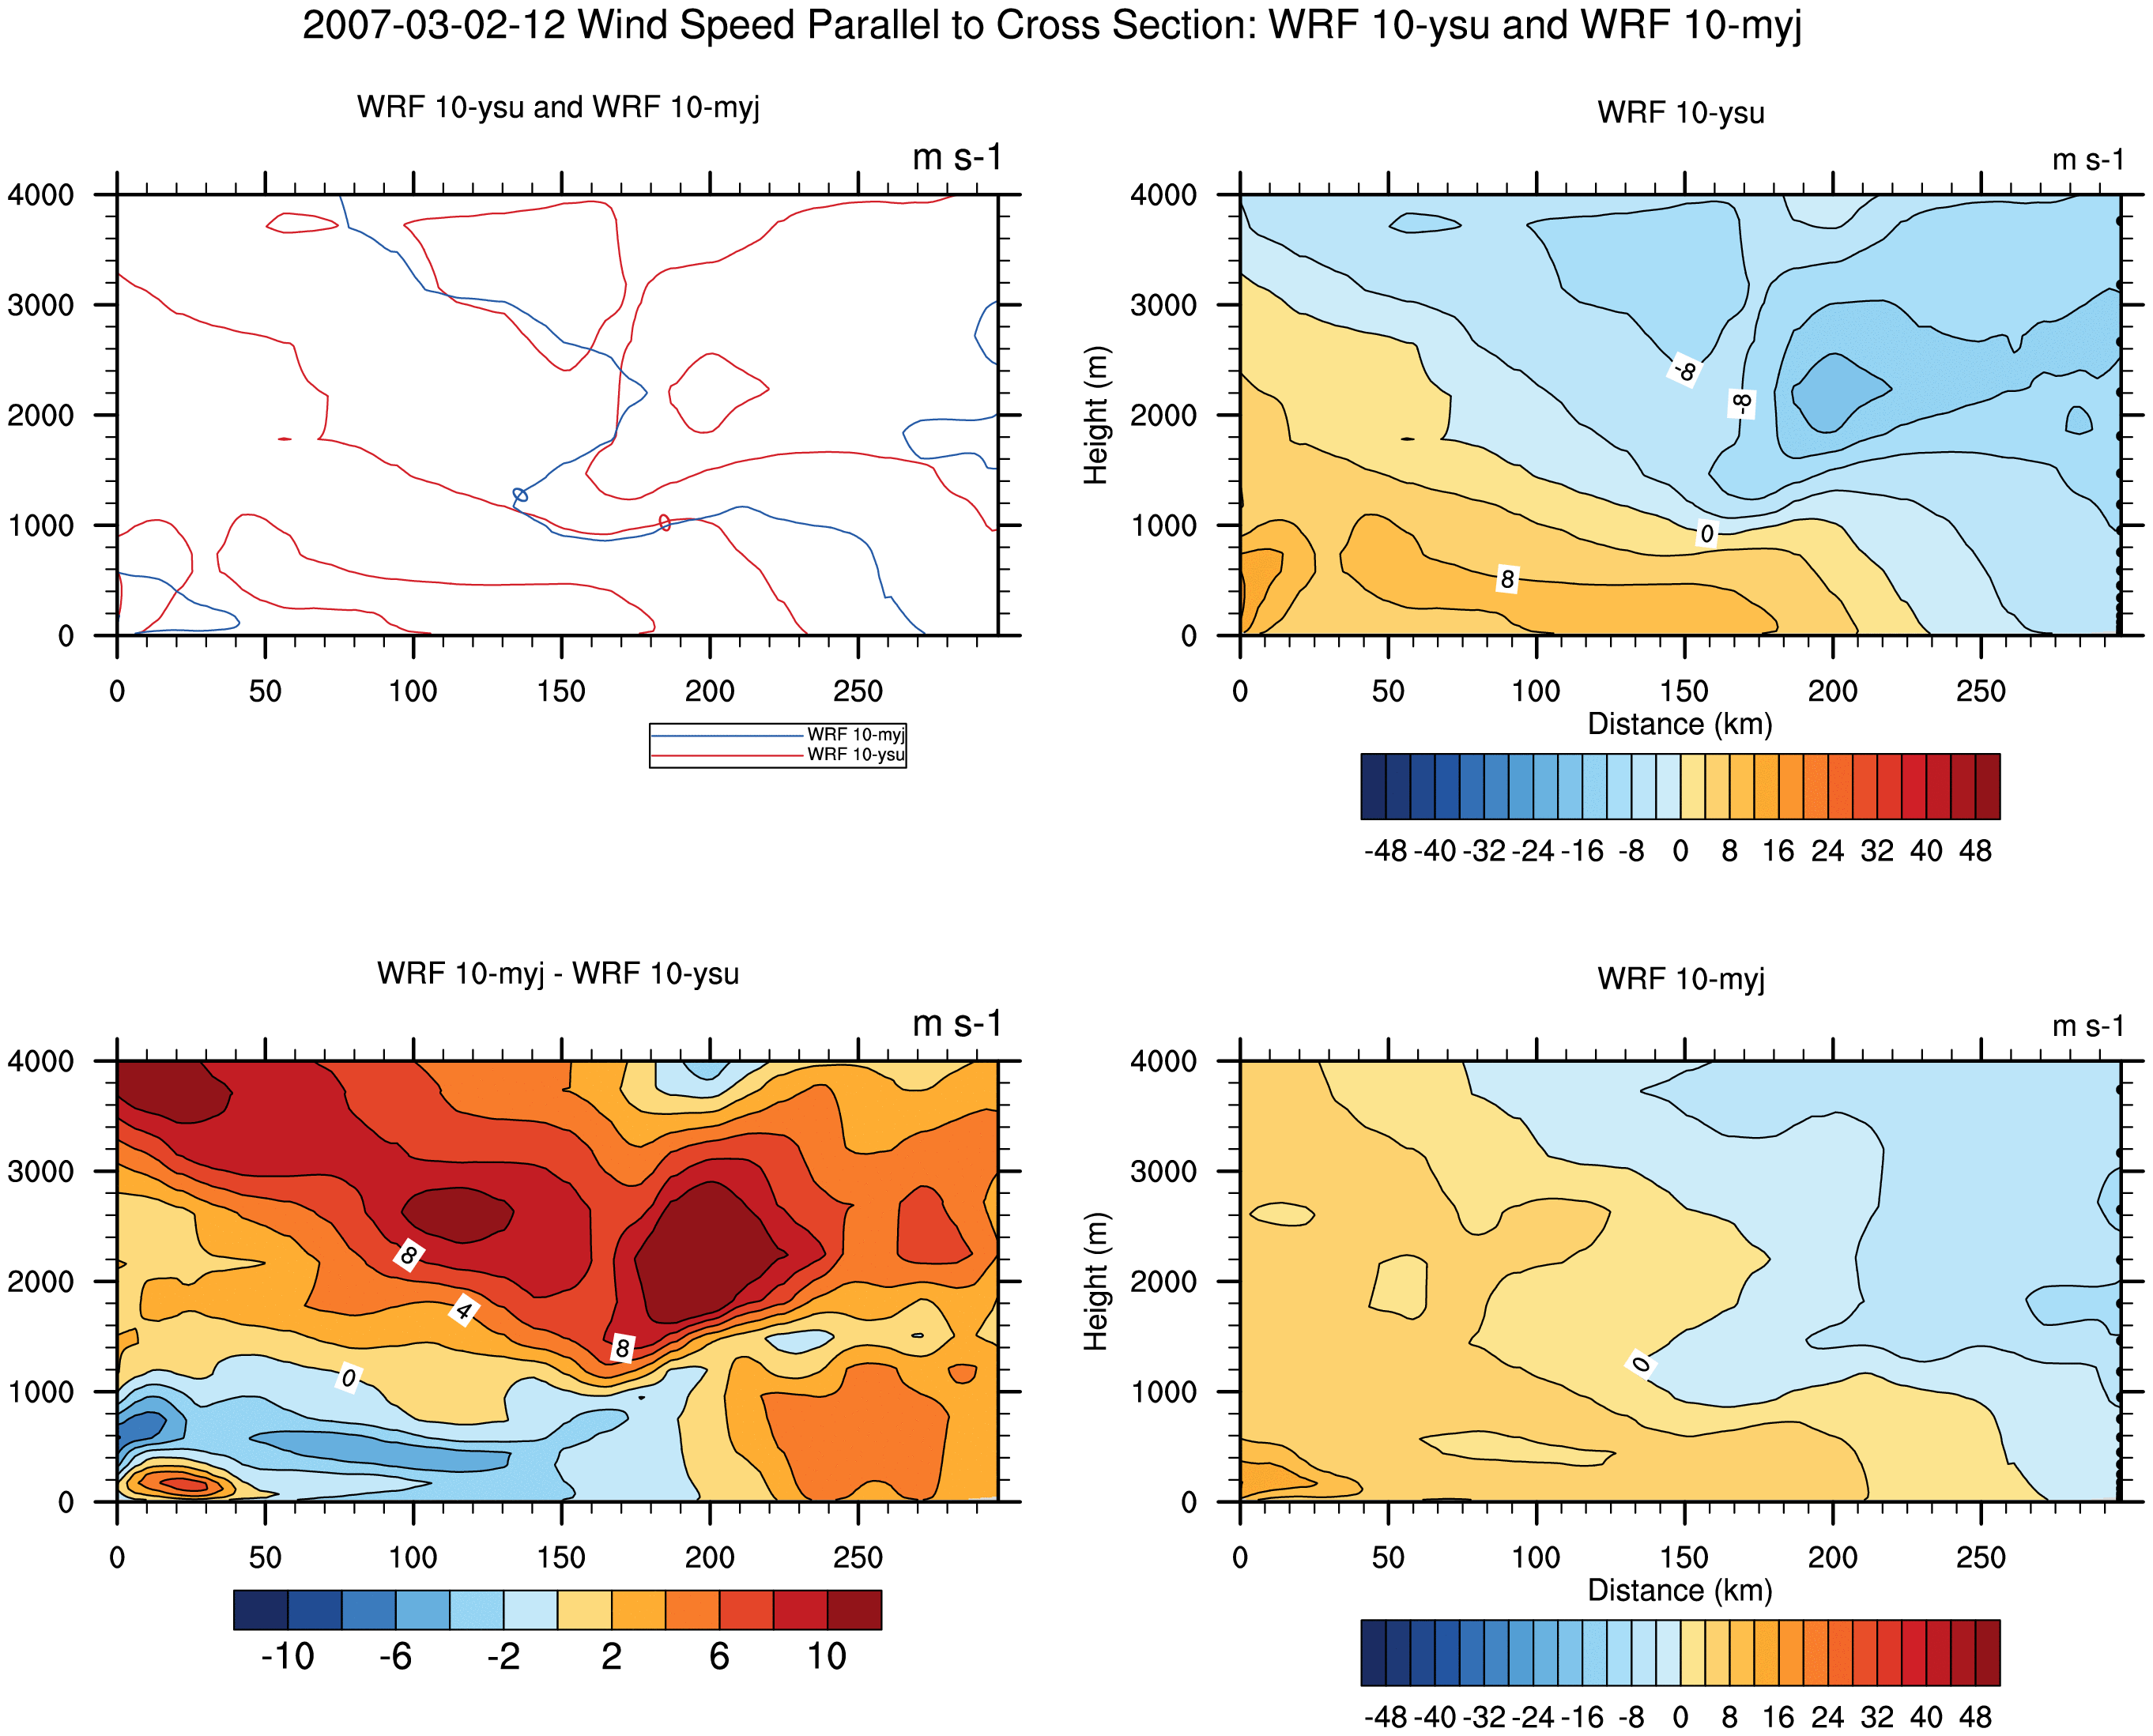 2007-03-02-12 Wind Speed Parallel to Cross Section: WRF 10-ysu and WRF 10-myj
WRF 10-ysu and WRF 10-myj
m s-1
4000
3000
2000
1000
0
0 50 100 150 200 250
WRF 10-myj
WRF 10-ysu
WRF 10-ysu
m s-1
Height (m)
4000
3000
2000
1000
0
-8
-8
0
8
0 50 100 150 200 250
Distance (km)
-48 -40 -32 -24 -16 -8 0 8 16 24 32 40 48
WRF 10-myj - WRF 10-ysu
m s-1
4000
3000
2000
1000
0
8
4
8
0
0 50 100 150 200 250
-10 -6 -2 2 6 10
WRF 10-myj
m s-1
Height (m)
4000
3000
2000
1000
0
0
0 50 100 150 200 250
Distance (km)
-48 -40 -32 -24 -16 -8 0 8 16 24 32 40 48